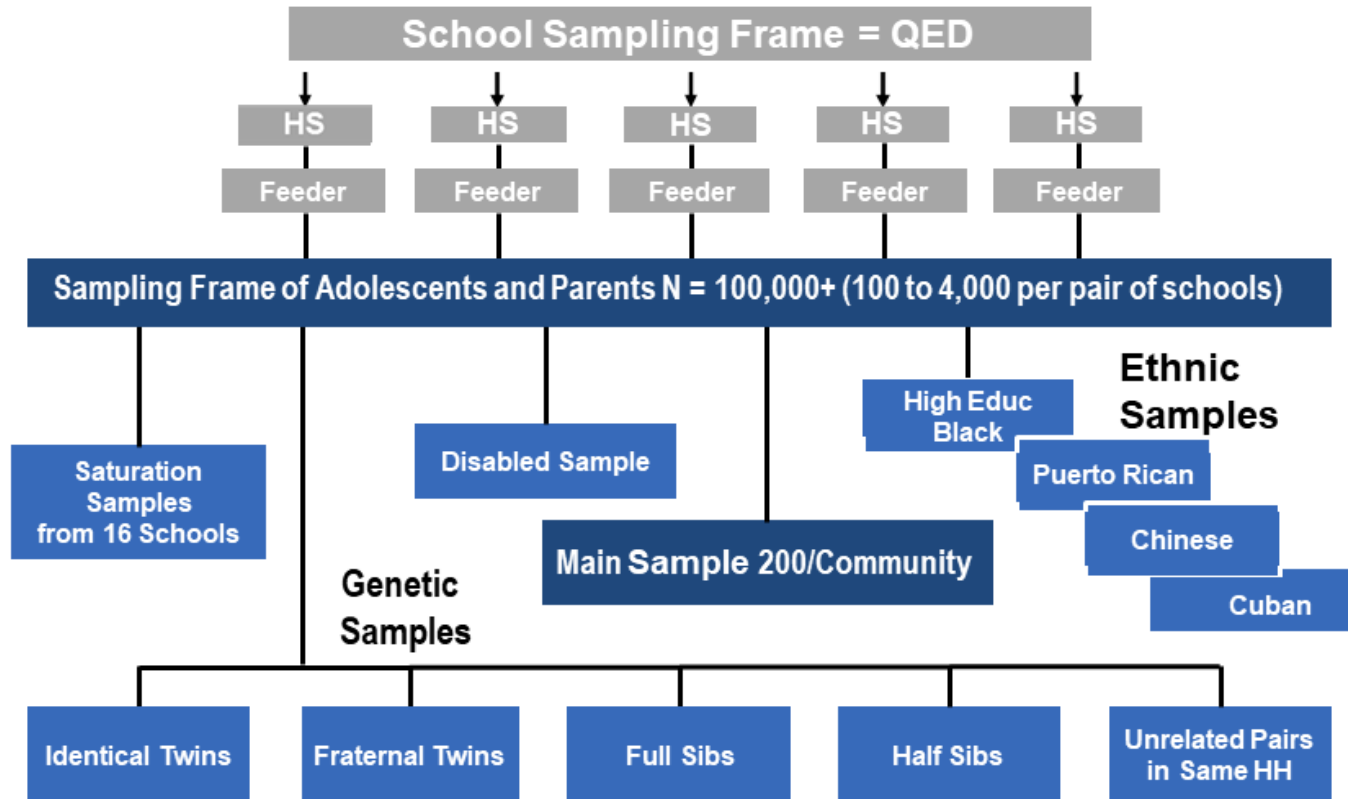 School Sampling Frame = QED
HS
HS
HS
HS
HS
Feeder
Feeder
Feeder
Feeder
Feeder
Sampling Frame of Adolescents and Parents N = 100,000+ (100 to 4,000 per pair of schools)
Saturation
Samples
from 16 Schools
Disabled Sample
Main Sample 200/Community
High Educ
Black
Ethnic
Samples
Puerto Rican
Chinese
Cuban
Genetic
Samples
Identical Twins
Fraternal Twins
Full Sibs
Half Sibs
Unrelated Pairs
in Same HH